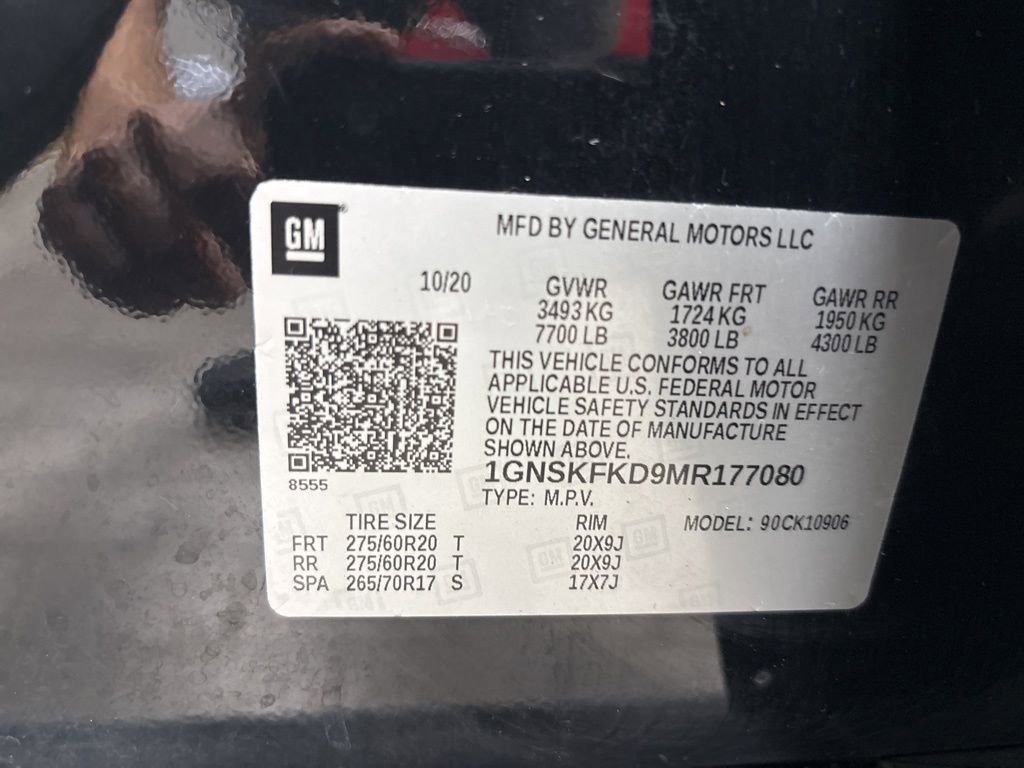 GM
MFD BY GENERAL MOTORS LLC
10/20
GVWR GAWR FRT GAWR RR
3493 KG 1724 KG 1950 KG
7700 LB 3800 LB 4300 LB
THIS VEHICLE CONFORMS TO ALL
APPLICABLE U.S. FEDERAL MOTOR
VEHICLE SAFETY STANDARDS IN EFFECT
ON THE DATE OF MANUFACTURE
SHOWN ABOVE.
1GNSKFKD9MR177080
8555
TYPE: M.P.V.
TIRE SIZE RIM MODEL: 90CK10906
FRT 275/60R20 T 20X9J
RR 275/60R20 T 20X9J
SPA 265/70R17 S 17X7J